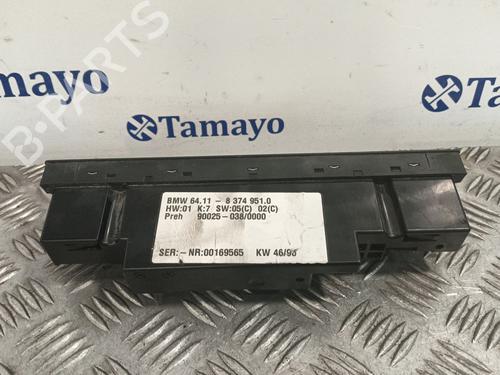 Tamayo
Tamayo
B-PARTS
BMW 64.11 - 8 374 951.0
HW:01 K:7 SW:05(C) 02(C)
Preh 90025-038/0000
SER:-NR:00169565 KW 46/98